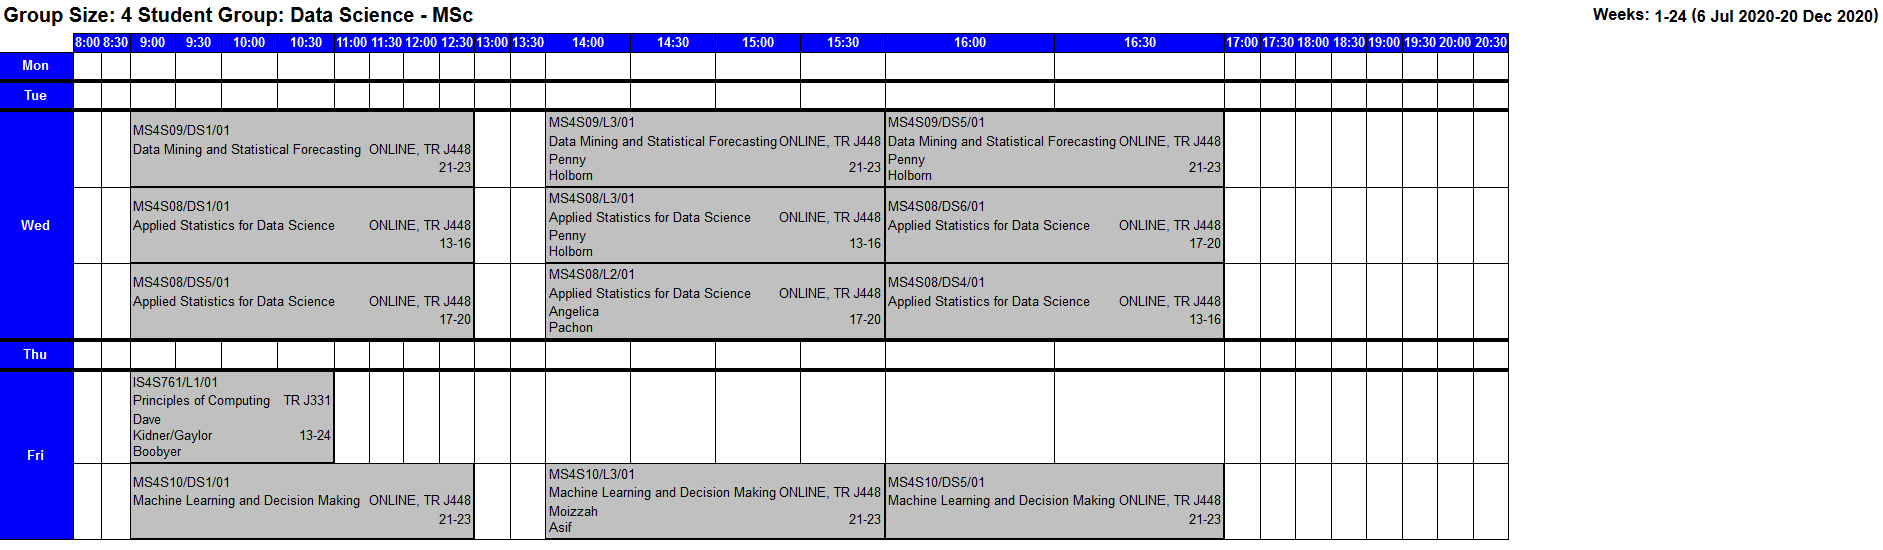 Group Size: 4 Student Group: Data Science - MSc
Weeks: 1-24 (6 Jul 2020-20 Dec 2020)
8:00 8:30 9:00 9:30 10:00 10:30 11:00 11:30 12:00 12:30 13:00 13:30 14:00 14:30 15:00 15:30 16:00 16:30 17:00 17:30 18:00 18:30 19:00 19:30 20:00 20:30
Mon
Tue
Wed
MS4S09/DS1/01
Data Mining and Statistical Forecasting ONLINE, TR J448
21-23
MS4S09/L3/01
Data Mining and Statistical Forecasting ONLINE, TR J448
Penny
21-23
Holborn
MS4S09/DS5/01
Data Mining and Statistical Forecasting ONLINE, TR J448
Penny
21-23
Holborn
MS4S08/DS1/01
Applied Statistics for Data Science ONLINE, TR J448
13-16
MS4S08/L3/01
Applied Statistics for Data Science ONLINE, TR J448
Penny
13-16
Holborn
MS4S08/DS6/01
Applied Statistics for Data Science ONLINE, TR J448
17-20
MS4S08/DS5/01
Applied Statistics for Data Science ONLINE, TR J448
17-20
MS4S08/L2/01
Applied Statistics for Data Science ONLINE, TR J448
Angelica
17-20
Pachon
MS4S08/DS4/01
Applied Statistics for Data Science ONLINE, TR J448
13-16
Thu
Fri
IS4S761/L1/01
Principles of Computing TR J331
Dave
Kidner/Gaylor 13-24
Boobyer
MS4S10/DS1/01
Machine Learning and Decision Making ONLINE, TR J448
21-23
MS4S10/L3/01
Machine Learning and Decision Making ONLINE, TR J448
Moizzah
21-23
Asif
MS4S10/DS5/01
Machine Learning and Decision Making ONLINE, TR J448
21-23